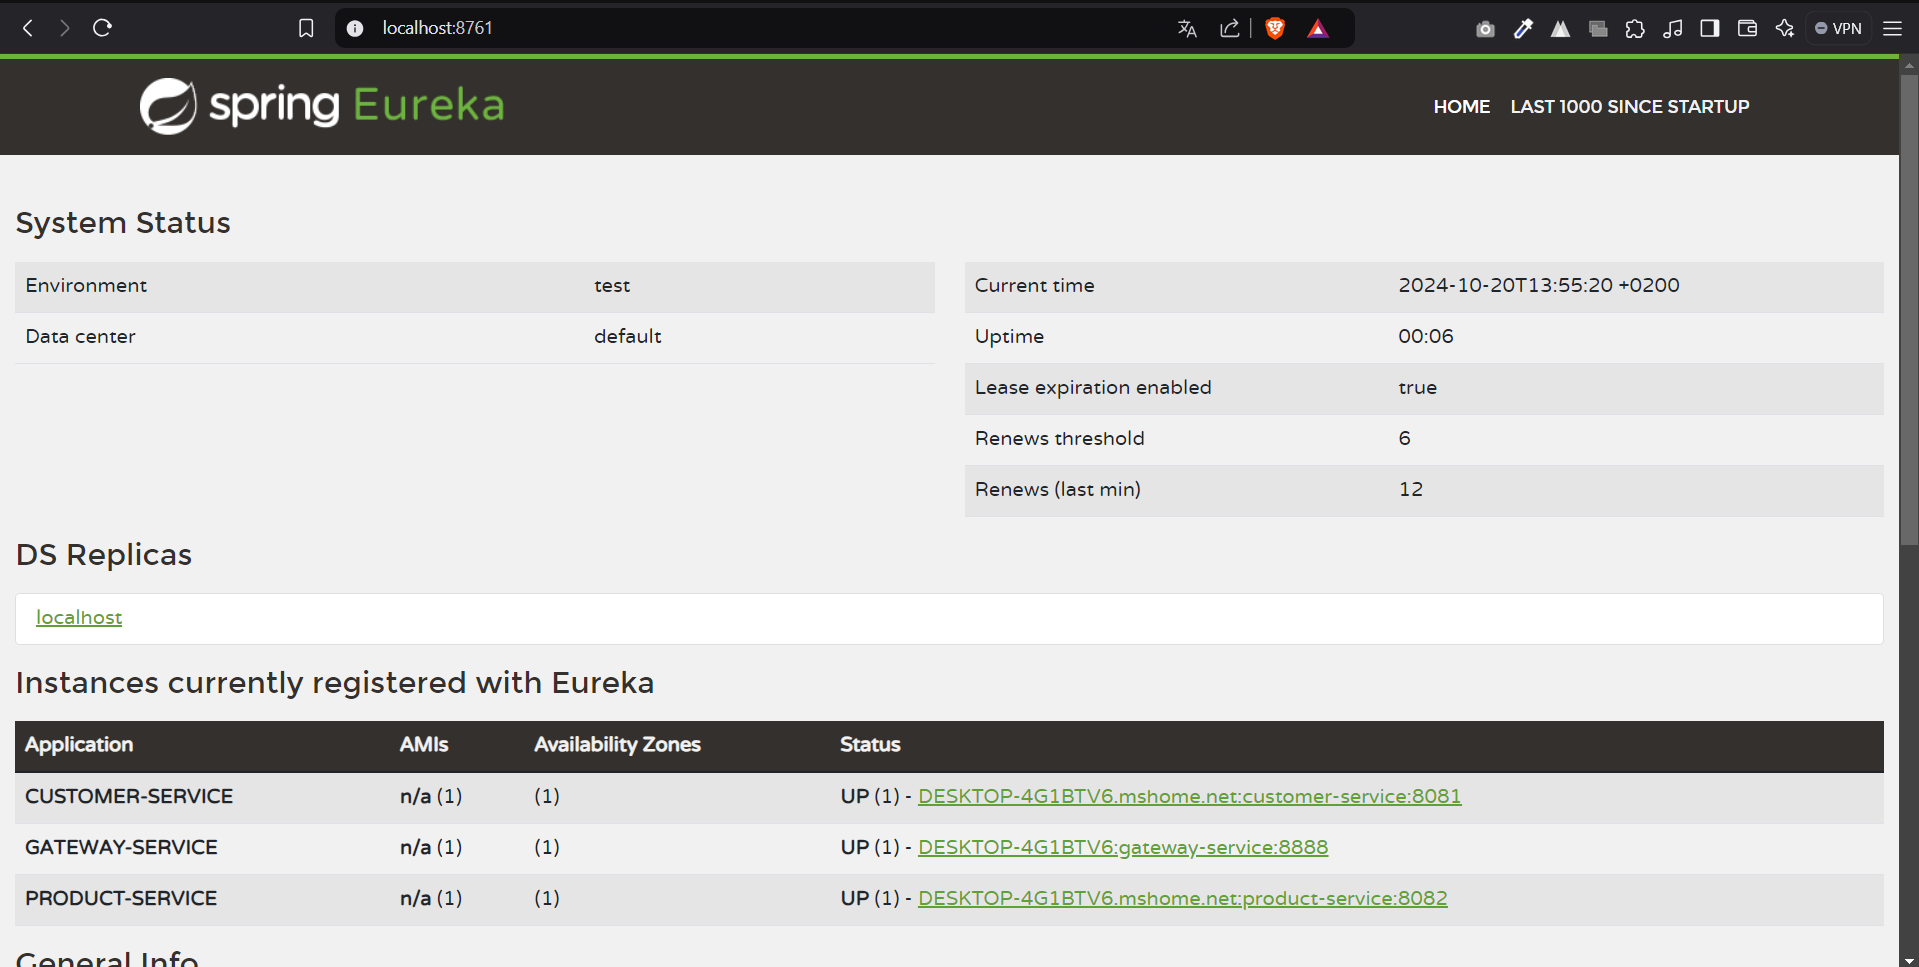 localhost:8761
VPN
spring Eureka
HOME LAST 1000 SINCE STARTUP
System Status
Environment test
Data center default
Current time 2024-10-20T13:55:20 +0200
Uptime 00:06
Lease expiration enabled true
Renews threshold 6
Renews (last min) 12
DS Replicas
localhost
Instances currently registered with Eureka
Application AMIs Availability Zones Status
CUSTOMER-SERVICE n/a (1) (1) UP (1) - DESKTOP-4G1BTV6.mshome.net:customer-service:8081
GATEWAY-SERVICE n/a (1) (1) UP (1) - DESKTOP-4G1BTV6:gateway-service:8888
PRODUCT-SERVICE n/a (1) (1) UP (1) - DESKTOP-4G1BTV6.mshome.net:product-service:8082
General Info